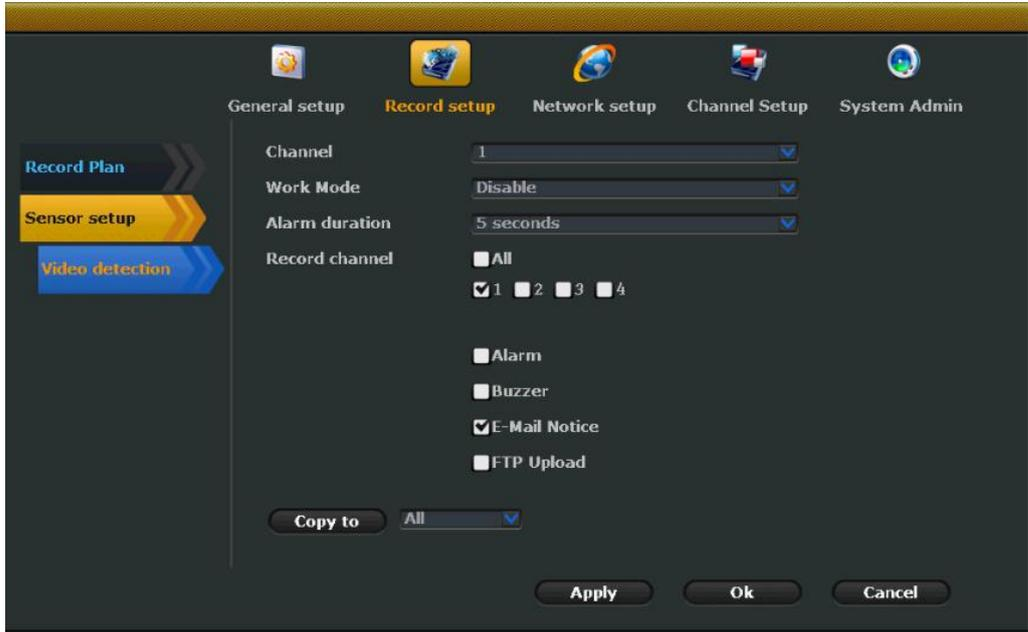 General setup Record setup Network setup Channel Setup System Admin
Record Plan
Sensor setup
Video detection
Channel 1
Work Mode Disable
Alarm duration 5 seconds
Record channel All
1 2 3 4
Alarm
Buzzer
E-Mail Notice
FTP Upload
Copy to All
Apply Ok Cancel